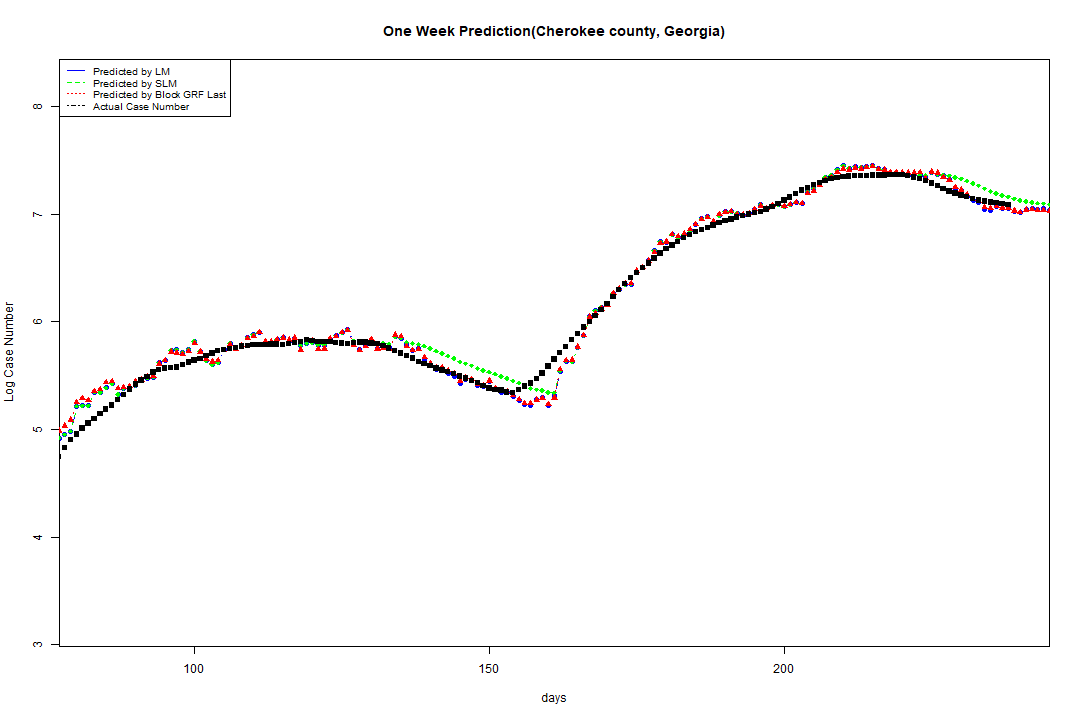 One Week Prediction(Cherokee county, Georgia)
Predicted by LM
Predicted by SLM
Predicted by Block GRF Last
Actual Case Number
8
7
6
5
4
3
Log Case Number
100 150 200
days